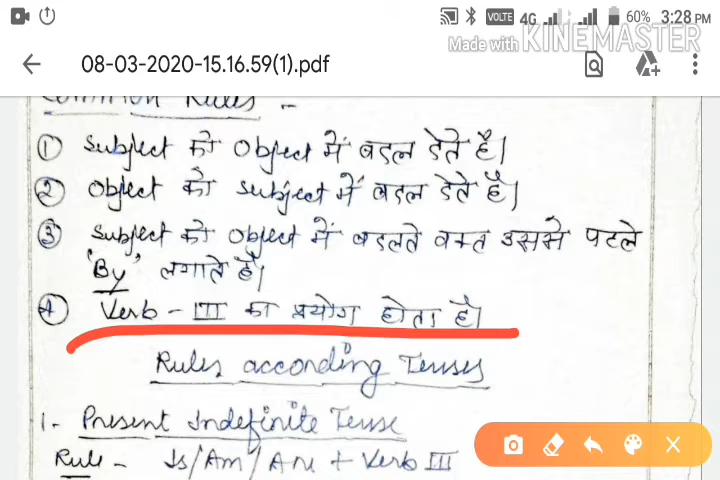 VOLTE 4G 60% 3:28 PM
Made with KINEMASTER
08-03-2020-15.16.59(1).pdf
Common Rules :-
① Subject को Object में बदल देते है।
② Object को Subject में बदल देते है।
③ Subject को Object में बदलते वक्त उससे पहले
'By' लगाते है।
④ Verb - III का प्रयोग होता है।
Rules according Tenses
1- Present Indefinite Tense
Rule - Is/Am/Are + Verb III